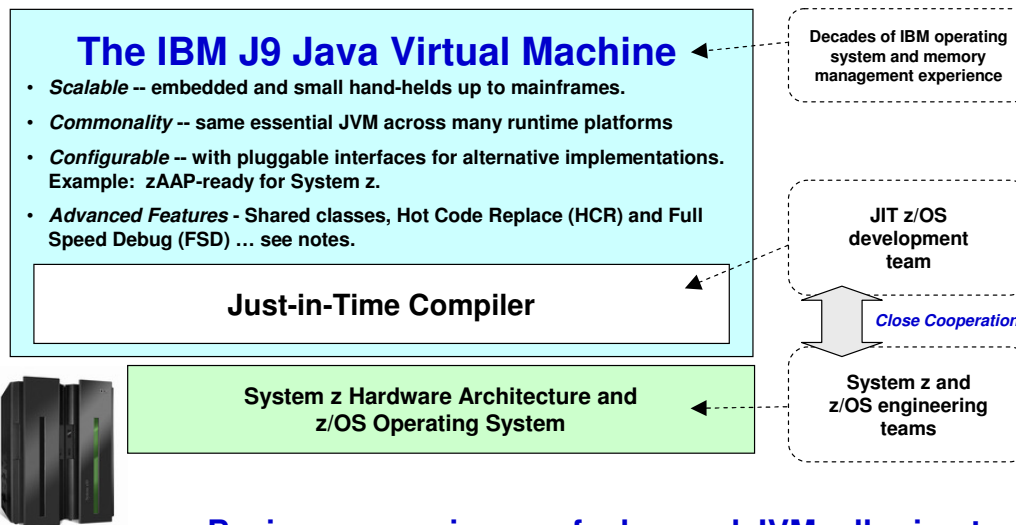 The IBM J9 Java Virtual Machine
• Scalable -- embedded and small hand-helds up to mainframes.
• Commonality -- same essential JVM across many runtime platforms
• Configurable -- with pluggable interfaces for alternative implementations.
Example: zAAP-ready for System z.
• Advanced Features - Shared classes, Hot Code Replace (HCR) and Full
Speed Debug (FSD) … see notes.
Just-in-Time Compiler
System z Hardware Architecture and
z/OS Operating System
Decades of IBM operating
system and memory
management experience
JIT z/OS
development
team
Close Cooperation
System z and
z/OS engineering
teams